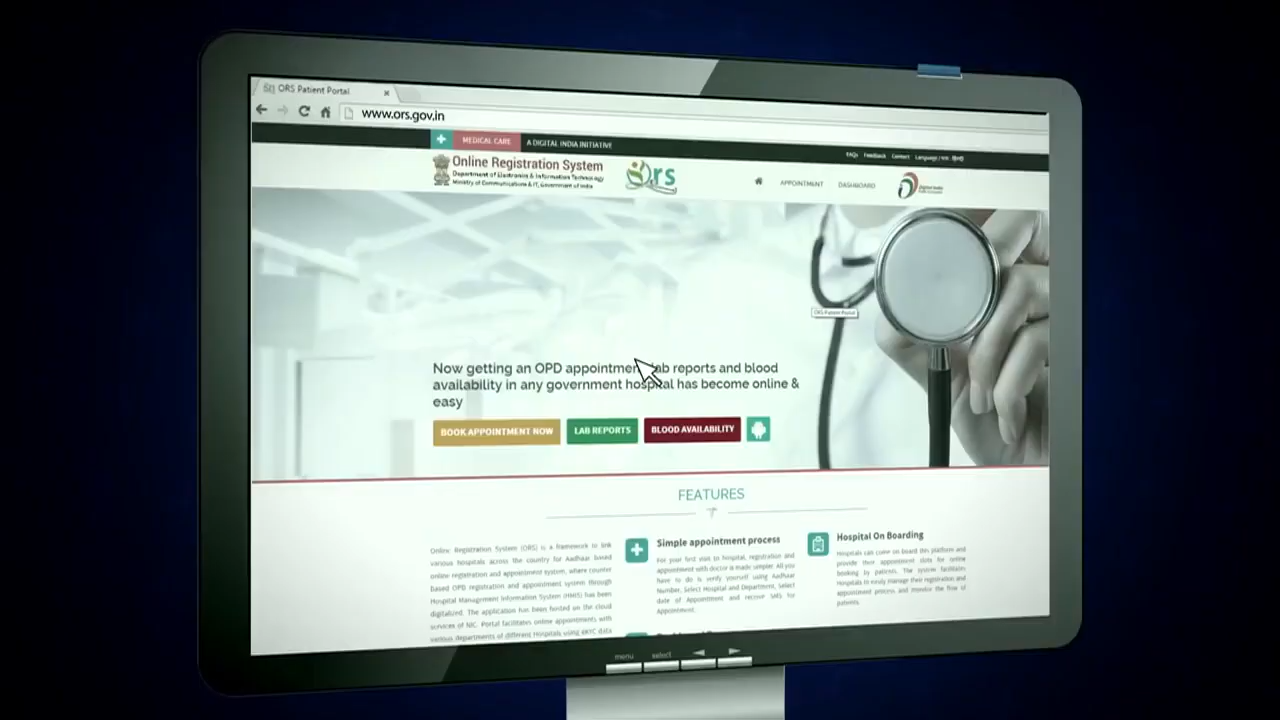 ORS Patient Portal
www.ors.gov.in
MEDICAL CARE
A DIGITAL INDIA INITIATIVE
FAQs Feedback Contact Language
Online Registration System
Department of Electronics & Information Technology
Ministry of Communications & IT, Government of India
Ors
APPOINTMENT
DASHBOARD
Digital India
ORS Patient Portal
Now getting an OPD appointment lab reports and blood
availability in any government hospital has become online &
easy
BOOK APPOINTMENT NOW
LAB REPORTS
BLOOD AVAILABILITY
FEATURES
Online Registration System (ORS) is a framework to link
various hospitals across the country for Aadhaar based
online registration and appointment system, where counter
based OPD registration and appointment system through
Hospital Management Information System (HMIS) has been
digitalized. The application has been hosted on the cloud
services of NIC. Portal facilitates online appointments with
various departments of different Hospitals using eKYC data
Simple appointment process
For your first visit to hospital, registration and
appointment with doctor is made simpler. All you
have to do is verify yourself using Aadhaar
Number, Select Hospital and Department, Select
date of Appointment and receive SMS for
Appointment.
Hospital On Boarding
Hospitals can come on board this platform and
provide their appointment slots for online
booking by patients. The system facilitates
Hospitals to easily manage their registration and
appointment process and monitor the flow of
patients.
menu
select